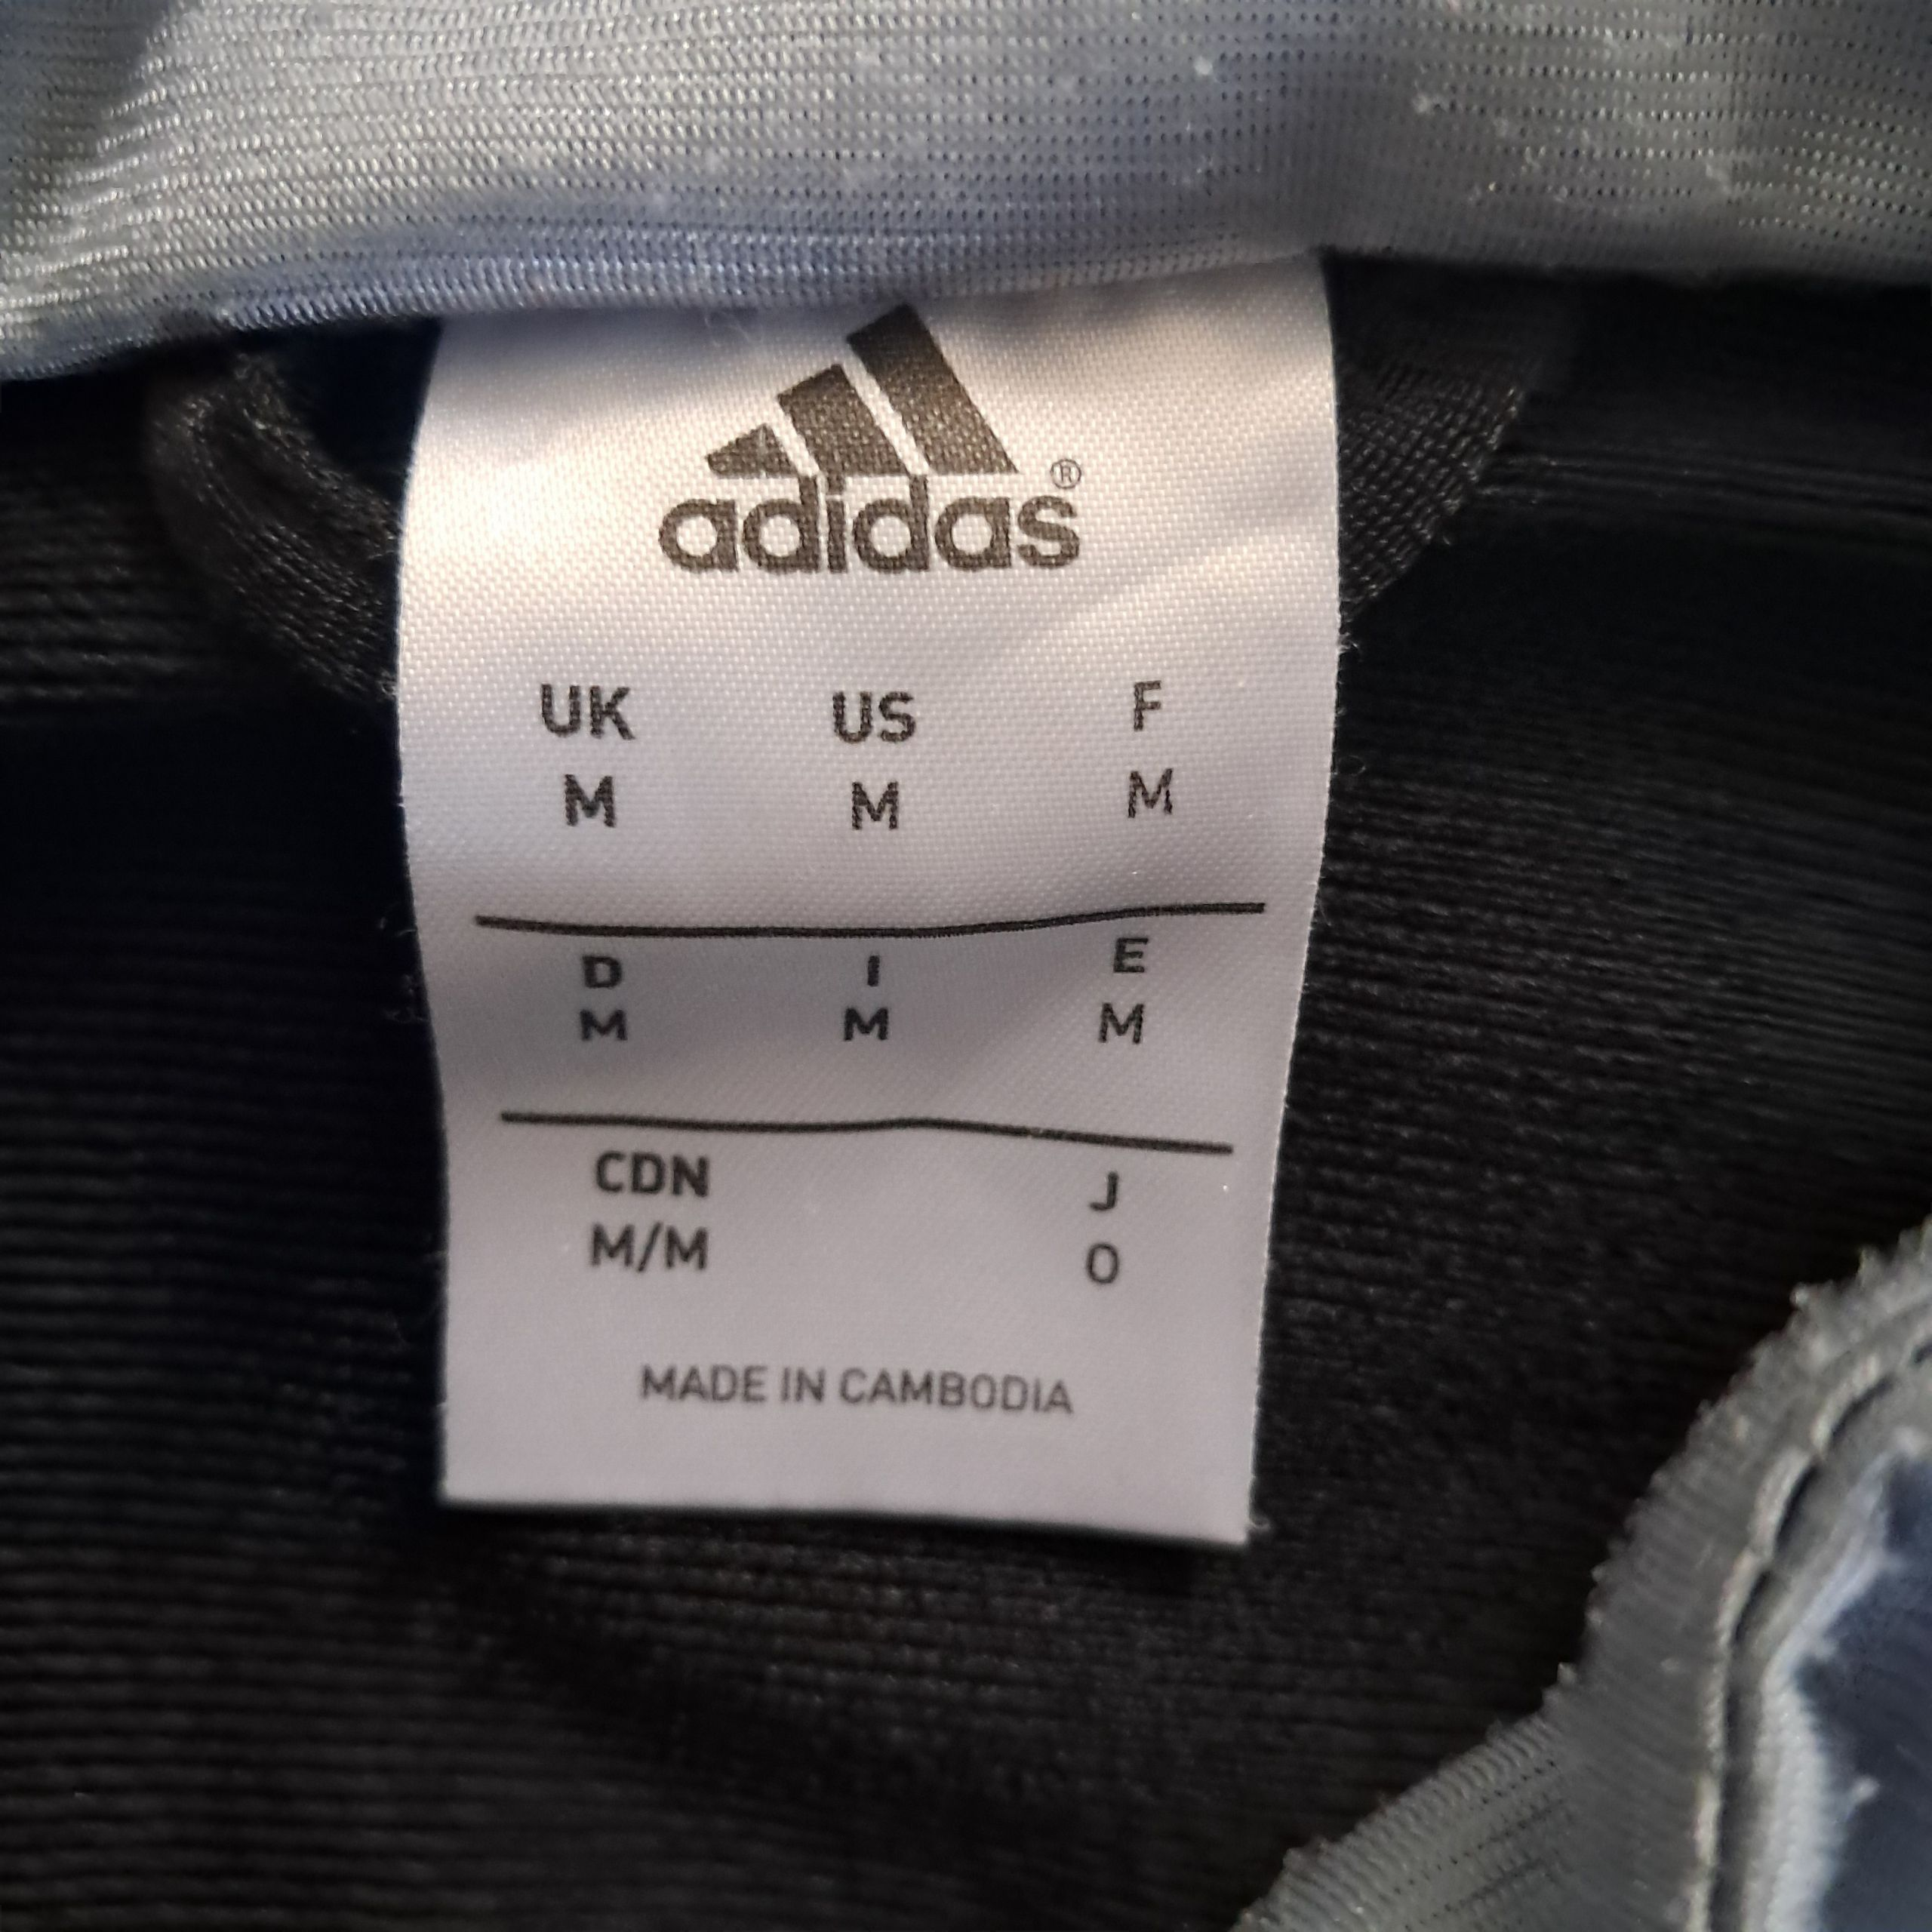 adidas®
UK US F
M M M
D I E
M M M
CDN J
M/M O
MADE IN CAMBODIA